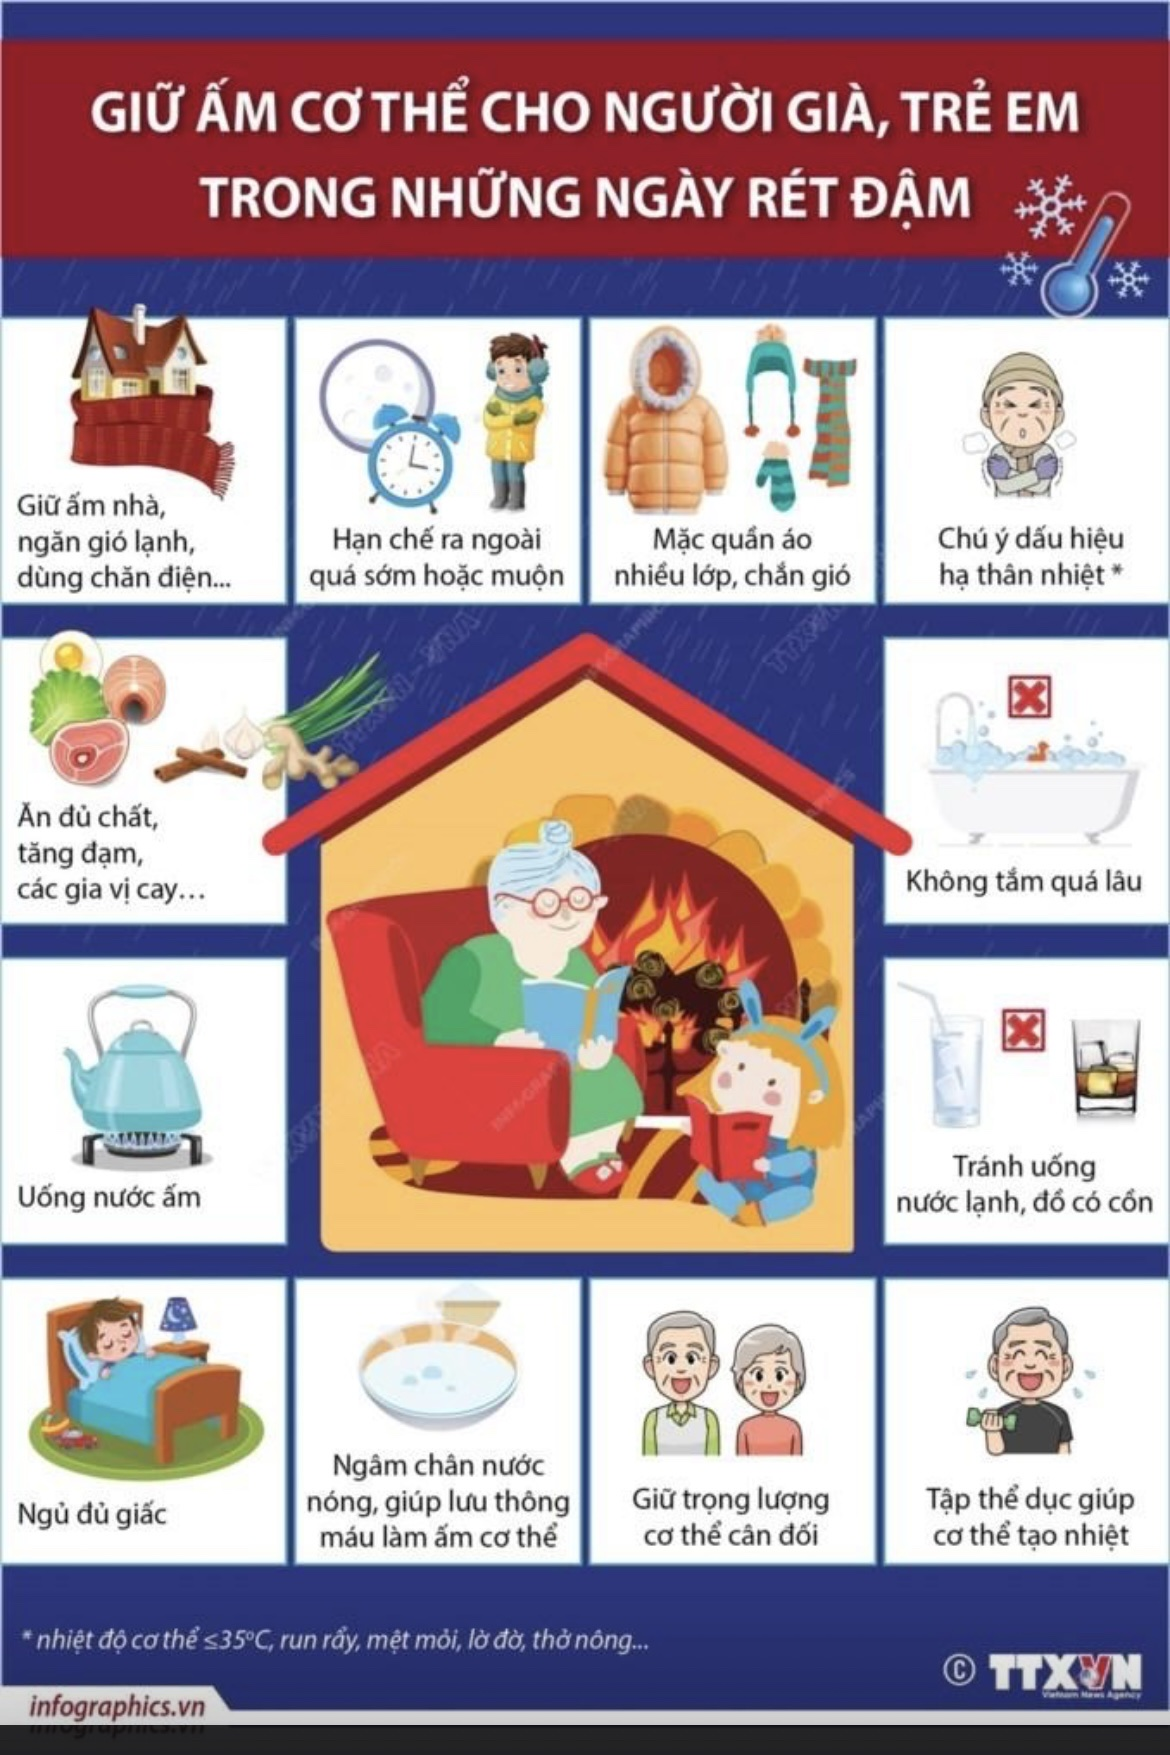 GIỮ ẤM CƠ THỂ CHO NGƯỜI GIÀ, TRẺ EM
TRONG NHỮNG NGÀY RÉT ĐẬM
Giữ ấm nhà,
ngăn gió lạnh,
dùng chăn điện...
Hạn chế ra ngoài
quá sớm hoặc muộn
Mặc quần áo
nhiều lớp, chắn gió
Chú ý dấu hiệu
hạ thân nhiệt *
Ăn đủ chất,
tăng đạm,
các gia vị cay...
Không tắm quá lâu
Uống nước ấm
Tránh uống
nước lạnh, đồ có cồn
Ngủ đủ giấc
Ngâm chân nước
nóng, giúp lưu thông
máu làm ấm cơ thể
Giữ trọng lượng
cơ thể cân đối
Tập thể dục giúp
cơ thể tạo nhiệt
* nhiệt độ cơ thể ≤35°C, run rẩy, mệt mỏi, lờ đờ, thở nông...
© TTXVN
Vietnam News Agency
infographics.vn